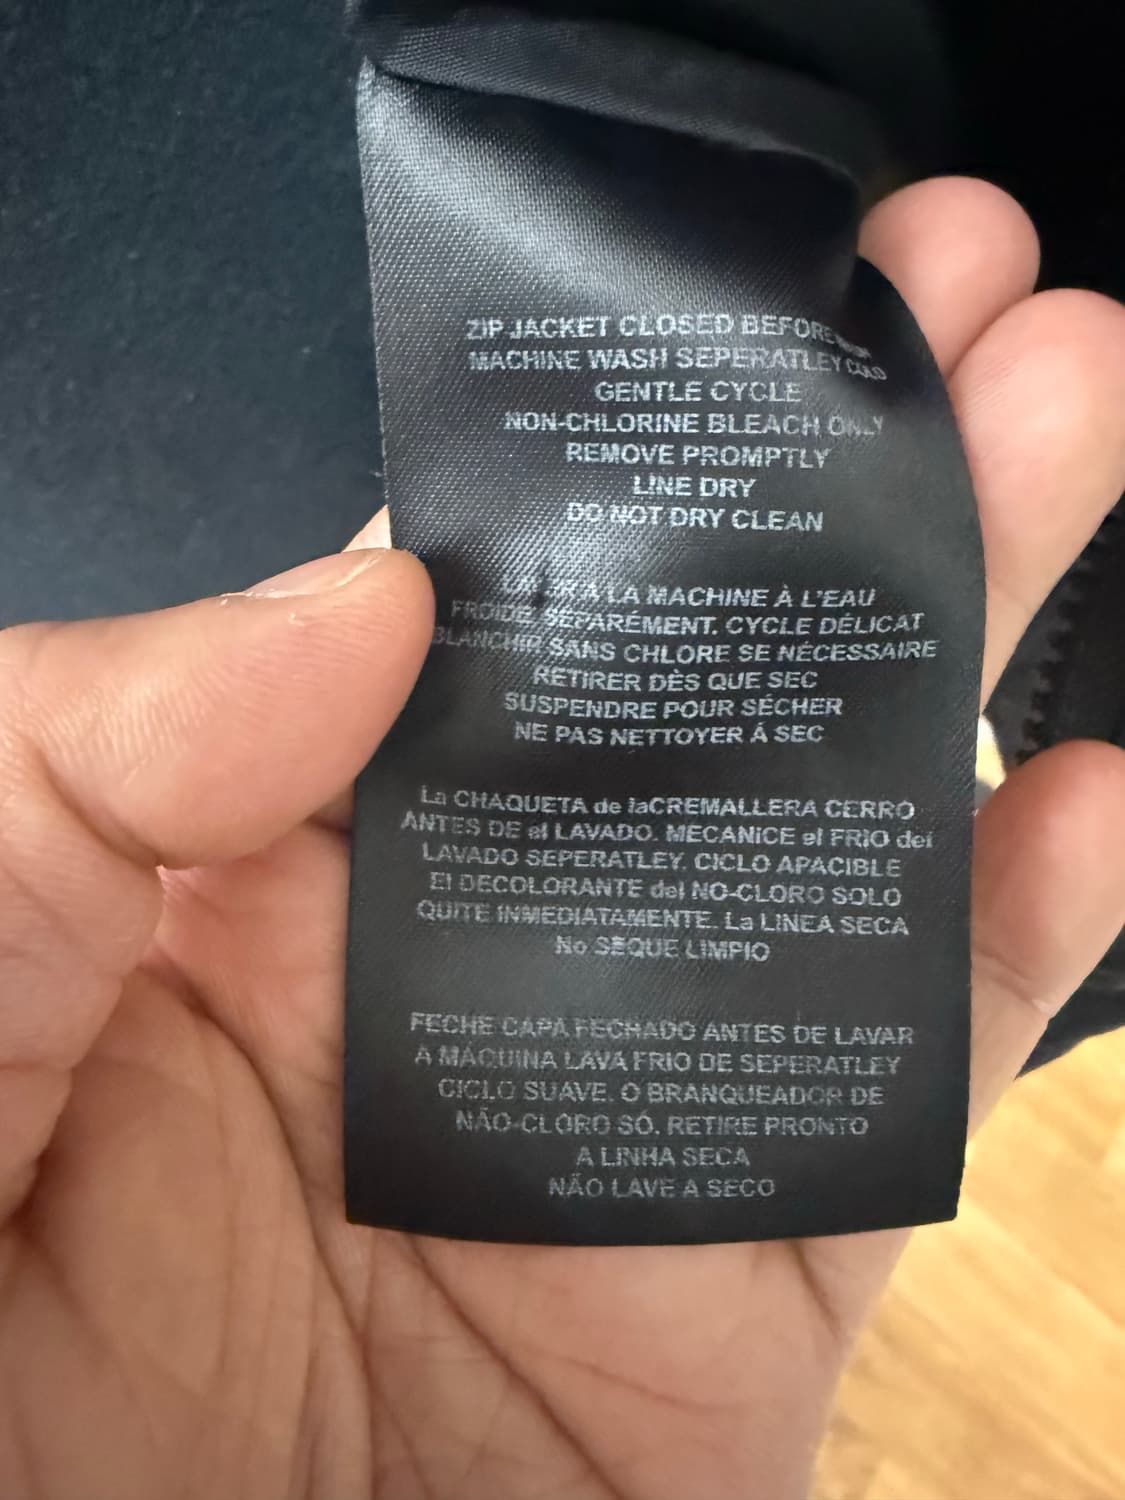 ZIP JACKET CLOSED BEFORE WASH
MACHINE WASH SEPERATLEY COLD
GENTLE CYCLE
NON-CHLORINE BLEACH ONLY
REMOVE PROMPTLY
LINE DRY
DO NOT DRY CLEAN
À LA MACHINE À L'EAU
FROIDE, SÉPARÉMENT. CYCLE DÉLICAT
BLANCHIR SANS CHLORE SE NÉCESSAIRE
RETIRER DÈS QUE SEC
SUSPENDRE POUR SÉCHER
NE PAS NETTOYER À SEC
La CHAQUETA de laCREMALLERA CERRO
ANTES DE el LAVADO. MECANiCE el FRiO del
LAVADO SEPERATLEY. CICLO APACIBLE
El DECOLORANTE del NO-CLORO SOLO
QUITE INMEDIATAMENTE. La LINEA SECA
No SEQUE LIMPIO
FECHE CAPA FECHADO ANTES DE LAVAR
A MÁQUINA LAVA FRIO DE SEPERATLEY
CICLO SUAVE. O BRANQUEADOR DE
NÃO-CLORO SÓ. RETIRE PRONTO
A LINHA SECA
NÃO LAVE A SECO